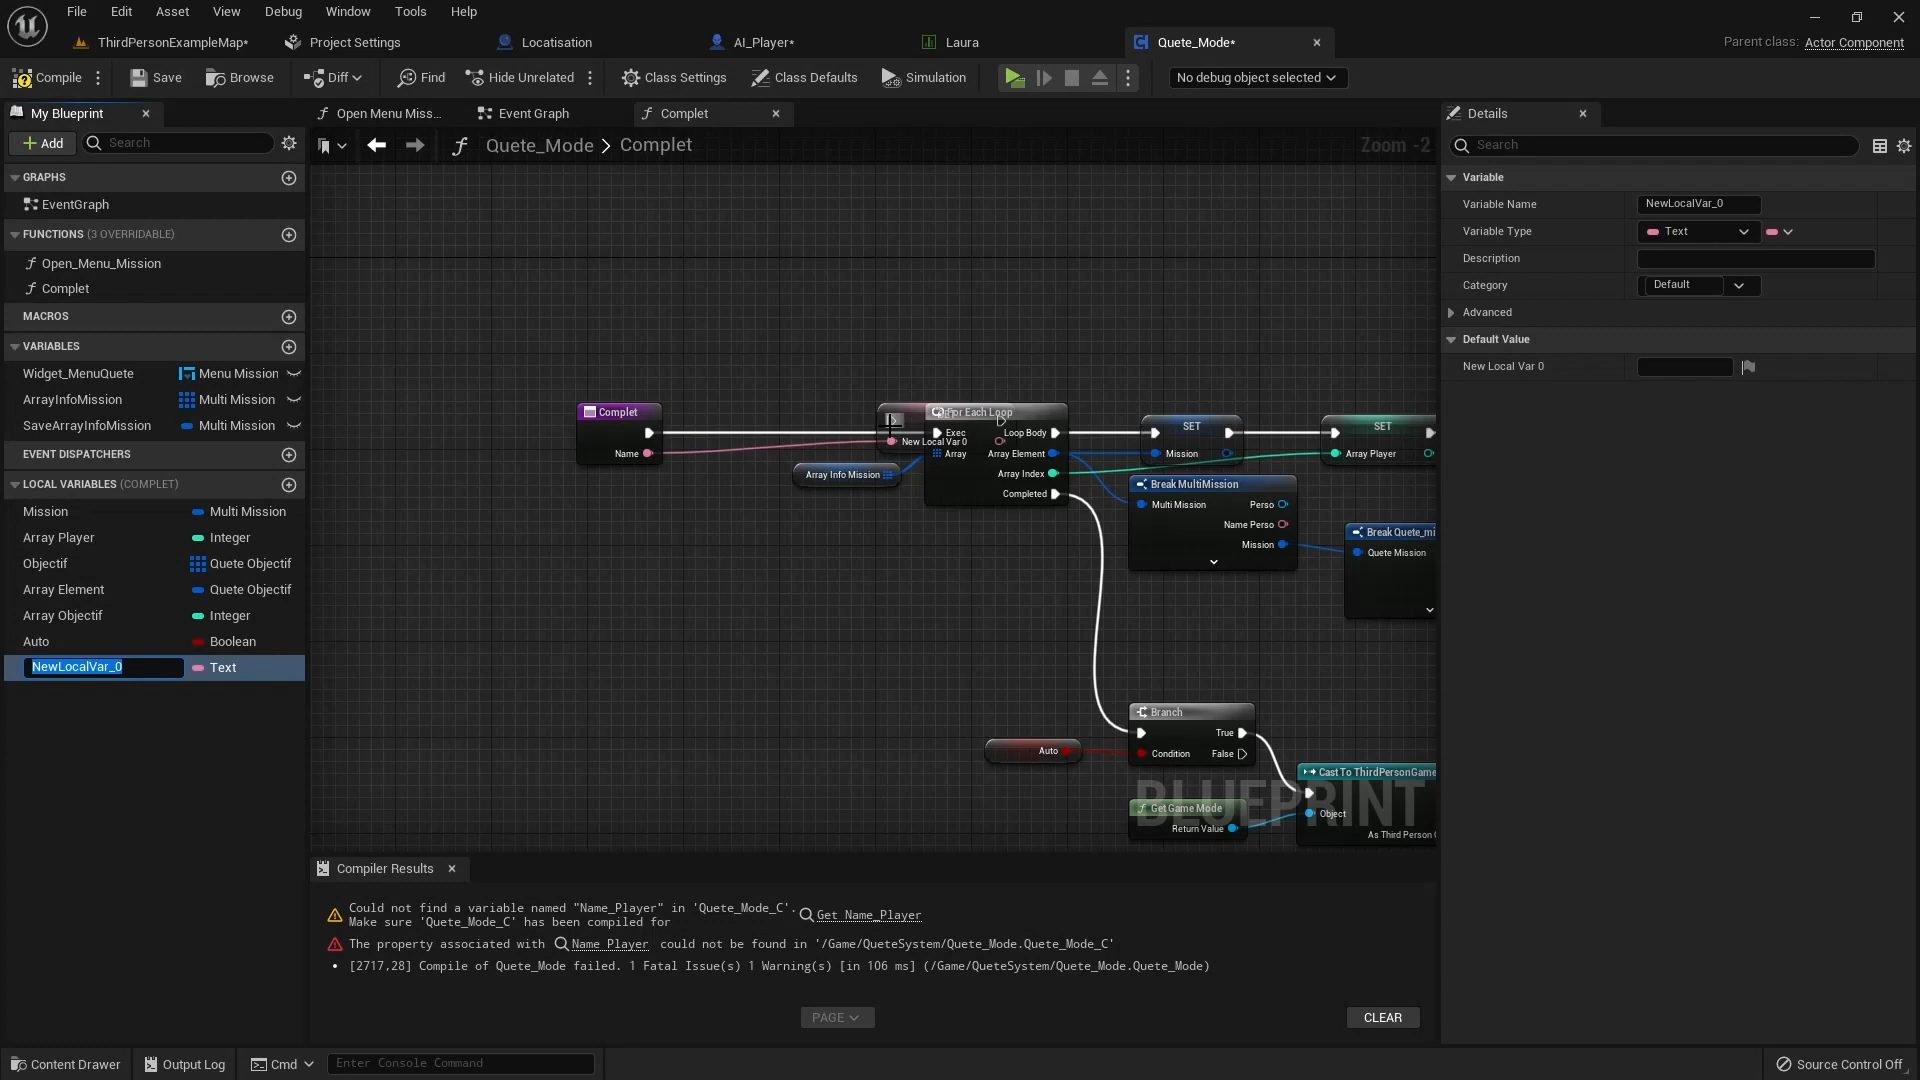 File Edit Asset View Debug Window Tools Help
ThirdPersonExampleMap* Project Settings Locatisation AI_Player* Laura Quete_Mode*
Parent class: Actor Component
Compile Save Browse Diff Find Hide Unrelated Class Settings Class Defaults Simulation No debug object selected
My Blueprint
Open Menu Miss... Event Graph Complet
Details
Add Search
Quete_Mode > Complet
Zoom -2
Search
GRAPHS
EventGraph
FUNCTIONS (3 OVERRIDABLE)
Open_Menu_Mission
Complet
MACROS
VARIABLES
Widget_MenuQuete Menu Mission
ArrayInfoMission Multi Mission
SaveArrayInfoMission Multi Mission
EVENT DISPATCHERS
LOCAL VARIABLES (COMPLET)
Mission Multi Mission
Array Player Integer
Objectif Quete Objectif
Array Element Quete Objectif
Array Objectif Integer
Auto Boolean
NewLocalVar_0 Text
Complet
Name
Array Info Mission
New Local Var 0
For Each Loop
Exec Loop Body
Array Array Element
Array Index
Completed
SET
Mission
SET
Array Player
Break MultiMission
Multi Mission Perso
Name Perso
Mission
Break Quete_mi
Quete Mission
Branch
True
Condition False
Auto
Get Game Mode
Return Value
Cast To ThirdPersonGame
Object
As Third Person
BLUEPRINT
Variable
Variable Name NewLocalVar_0
Variable Type Text
Description
Category Default
Advanced
Default Value
New Local Var 0
Compiler Results
Could not find a variable named "Name_Player" in 'Quete_Mode_C'.
Make sure 'Quete_Mode_C' has been compiled for Get Name_Player
The property associated with Name Player could not be found in '/Game/QueteSystem/Quete_Mode.Quete_Mode_C'
[2717,28] Compile of Quete_Mode failed. 1 Fatal Issue(s) 1 Warning(s) [in 106 ms] (/Game/QueteSystem/Quete_Mode.Quete_Mode)
PAGE
CLEAR
Content Drawer Output Log Cmd Enter Console Command
Source Control Off